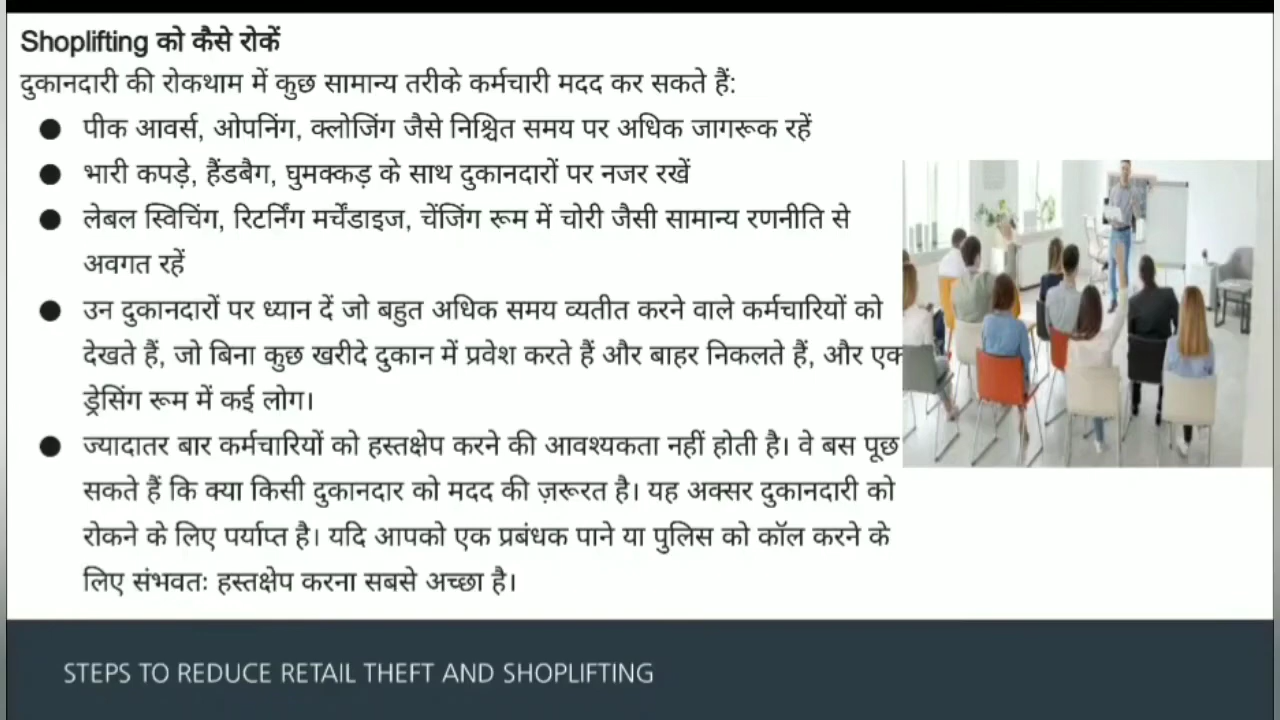 Shoplifting को कैसे रोकें
दुकानदारी की रोकथाम में कुछ सामान्य तरीके कर्मचारी मदद कर सकते हैं:
● पीक आवर्स, ओपनिंग, क्लोजिंग जैसे निश्चित समय पर अधिक जागरूक रहें
● भारी कपड़े, हैंडबैग, घुमक्कड़ के साथ दुकानदारों पर नजर रखें
● लेबल स्विचिंग, रिटर्निंग मर्चेंडाइज, चेंजिंग रूम में चोरी जैसी सामान्य रणनीति से
अवगत रहें
● उन दुकानदारों पर ध्यान दें जो बहुत अधिक समय व्यतीत करने वाले कर्मचारियों को
देखते हैं, जो बिना कुछ खरीदे दुकान में प्रवेश करते हैं और बाहर निकलते हैं, और एक
ड्रेसिंग रूम में कई लोग।
● ज्यादातर बार कर्मचारियों को हस्तक्षेप करने की आवश्यकता नहीं होती है। वे बस पूछ
सकते हैं कि क्या किसी दुकानदार को मदद की ज़रूरत है। यह अक्सर दुकानदारी को
रोकने के लिए पर्याप्त है। यदि आपको एक प्रबंधक पाने या पुलिस को कॉल करने के
लिए संभवतः हस्तक्षेप करना सबसे अच्छा है।
STEPS TO REDUCE RETAIL THEFT AND SHOPLIFTING